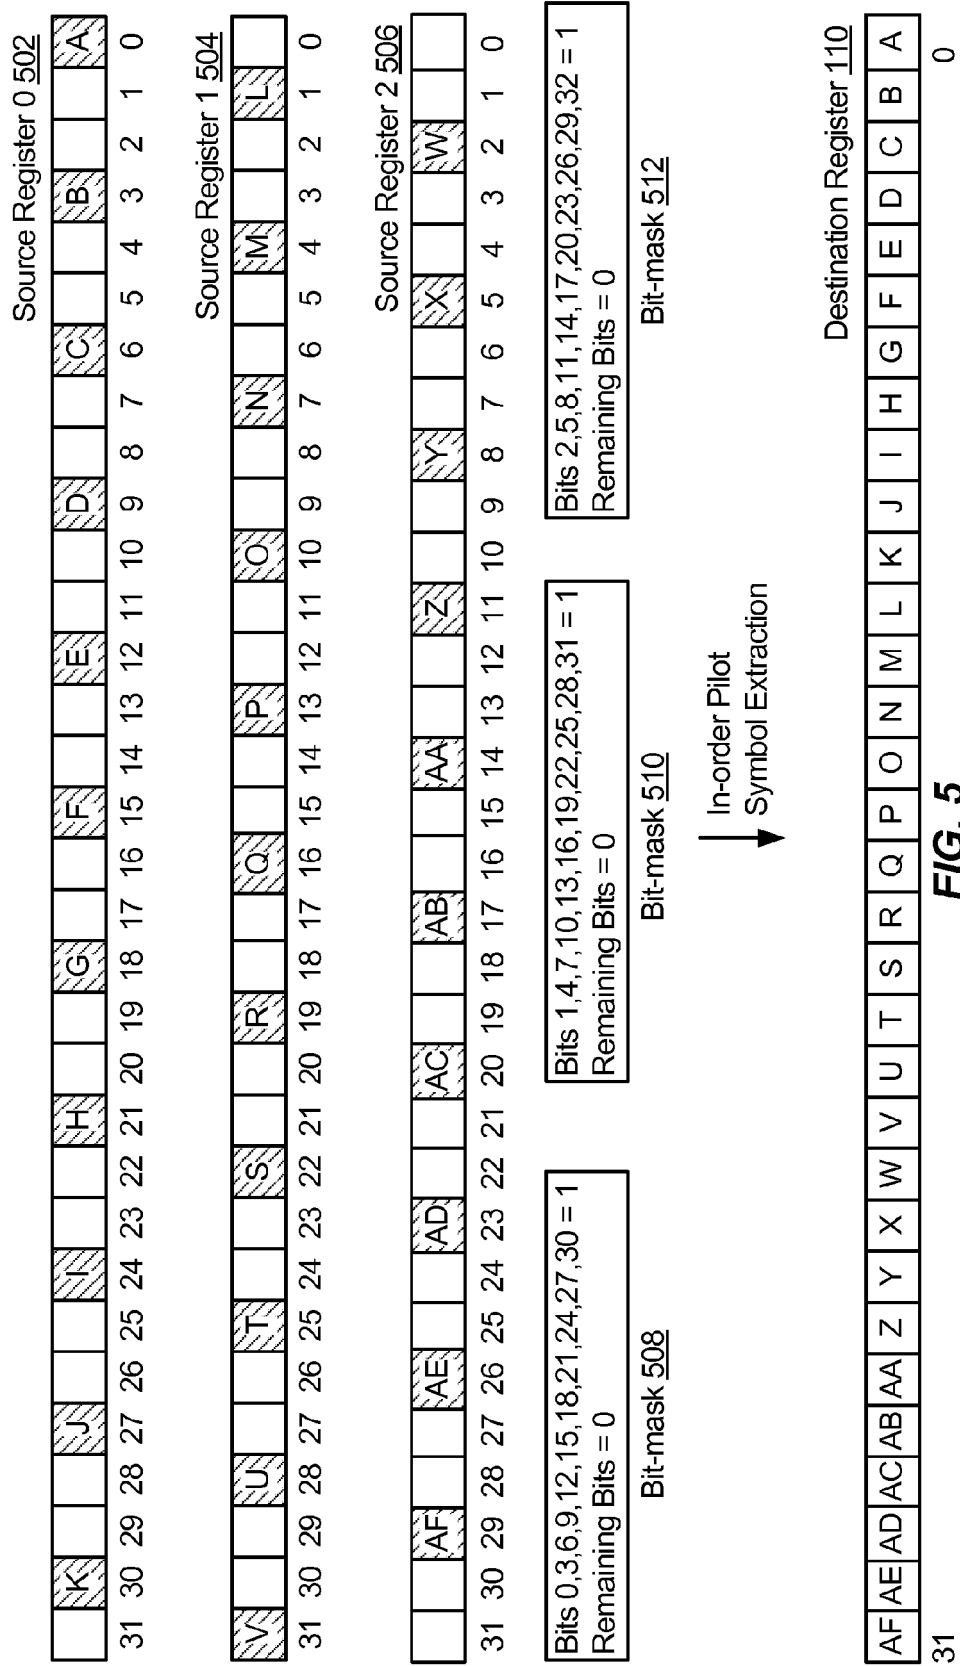 Source Register 0 502
K J I H G F E D C B A
31 30 29 28 27 26 25 24 23 22 21 20 19 18 17 16 15 14 13 12 11 10 9 8 7 6 5 4 3 2 1 0
Source Register 1 504
V U T S R Q P O N M L
31 30 29 28 27 26 25 24 23 22 21 20 19 18 17 16 15 14 13 12 11 10 9 8 7 6 5 4 3 2 1 0
Source Register 2 506
AF AE AD AC AB AA Z Y X W
31 30 29 28 27 26 25 24 23 22 21 20 19 18 17 16 15 14 13 12 11 10 9 8 7 6 5 4 3 2 1 0
Bits 0,3,6,9,12,15,18,21,24,27,30 = 1
Remaining Bits = 0
Bit-mask 508
Bits 1,4,7,10,13,16,19,22,25,28,31 = 1
Remaining Bits = 0
Bit-mask 510
Bits 2,5,8,11,14,17,20,23,26,29,32 = 1
Remaining Bits = 0
Bit-mask 512
In-order Pilot
Symbol Extraction
Destination Register 110
AF AE AD AC AB AA Z Y X W V U T S R Q P O N M L K J I H G F E D C B A
31 0
FIG. 5